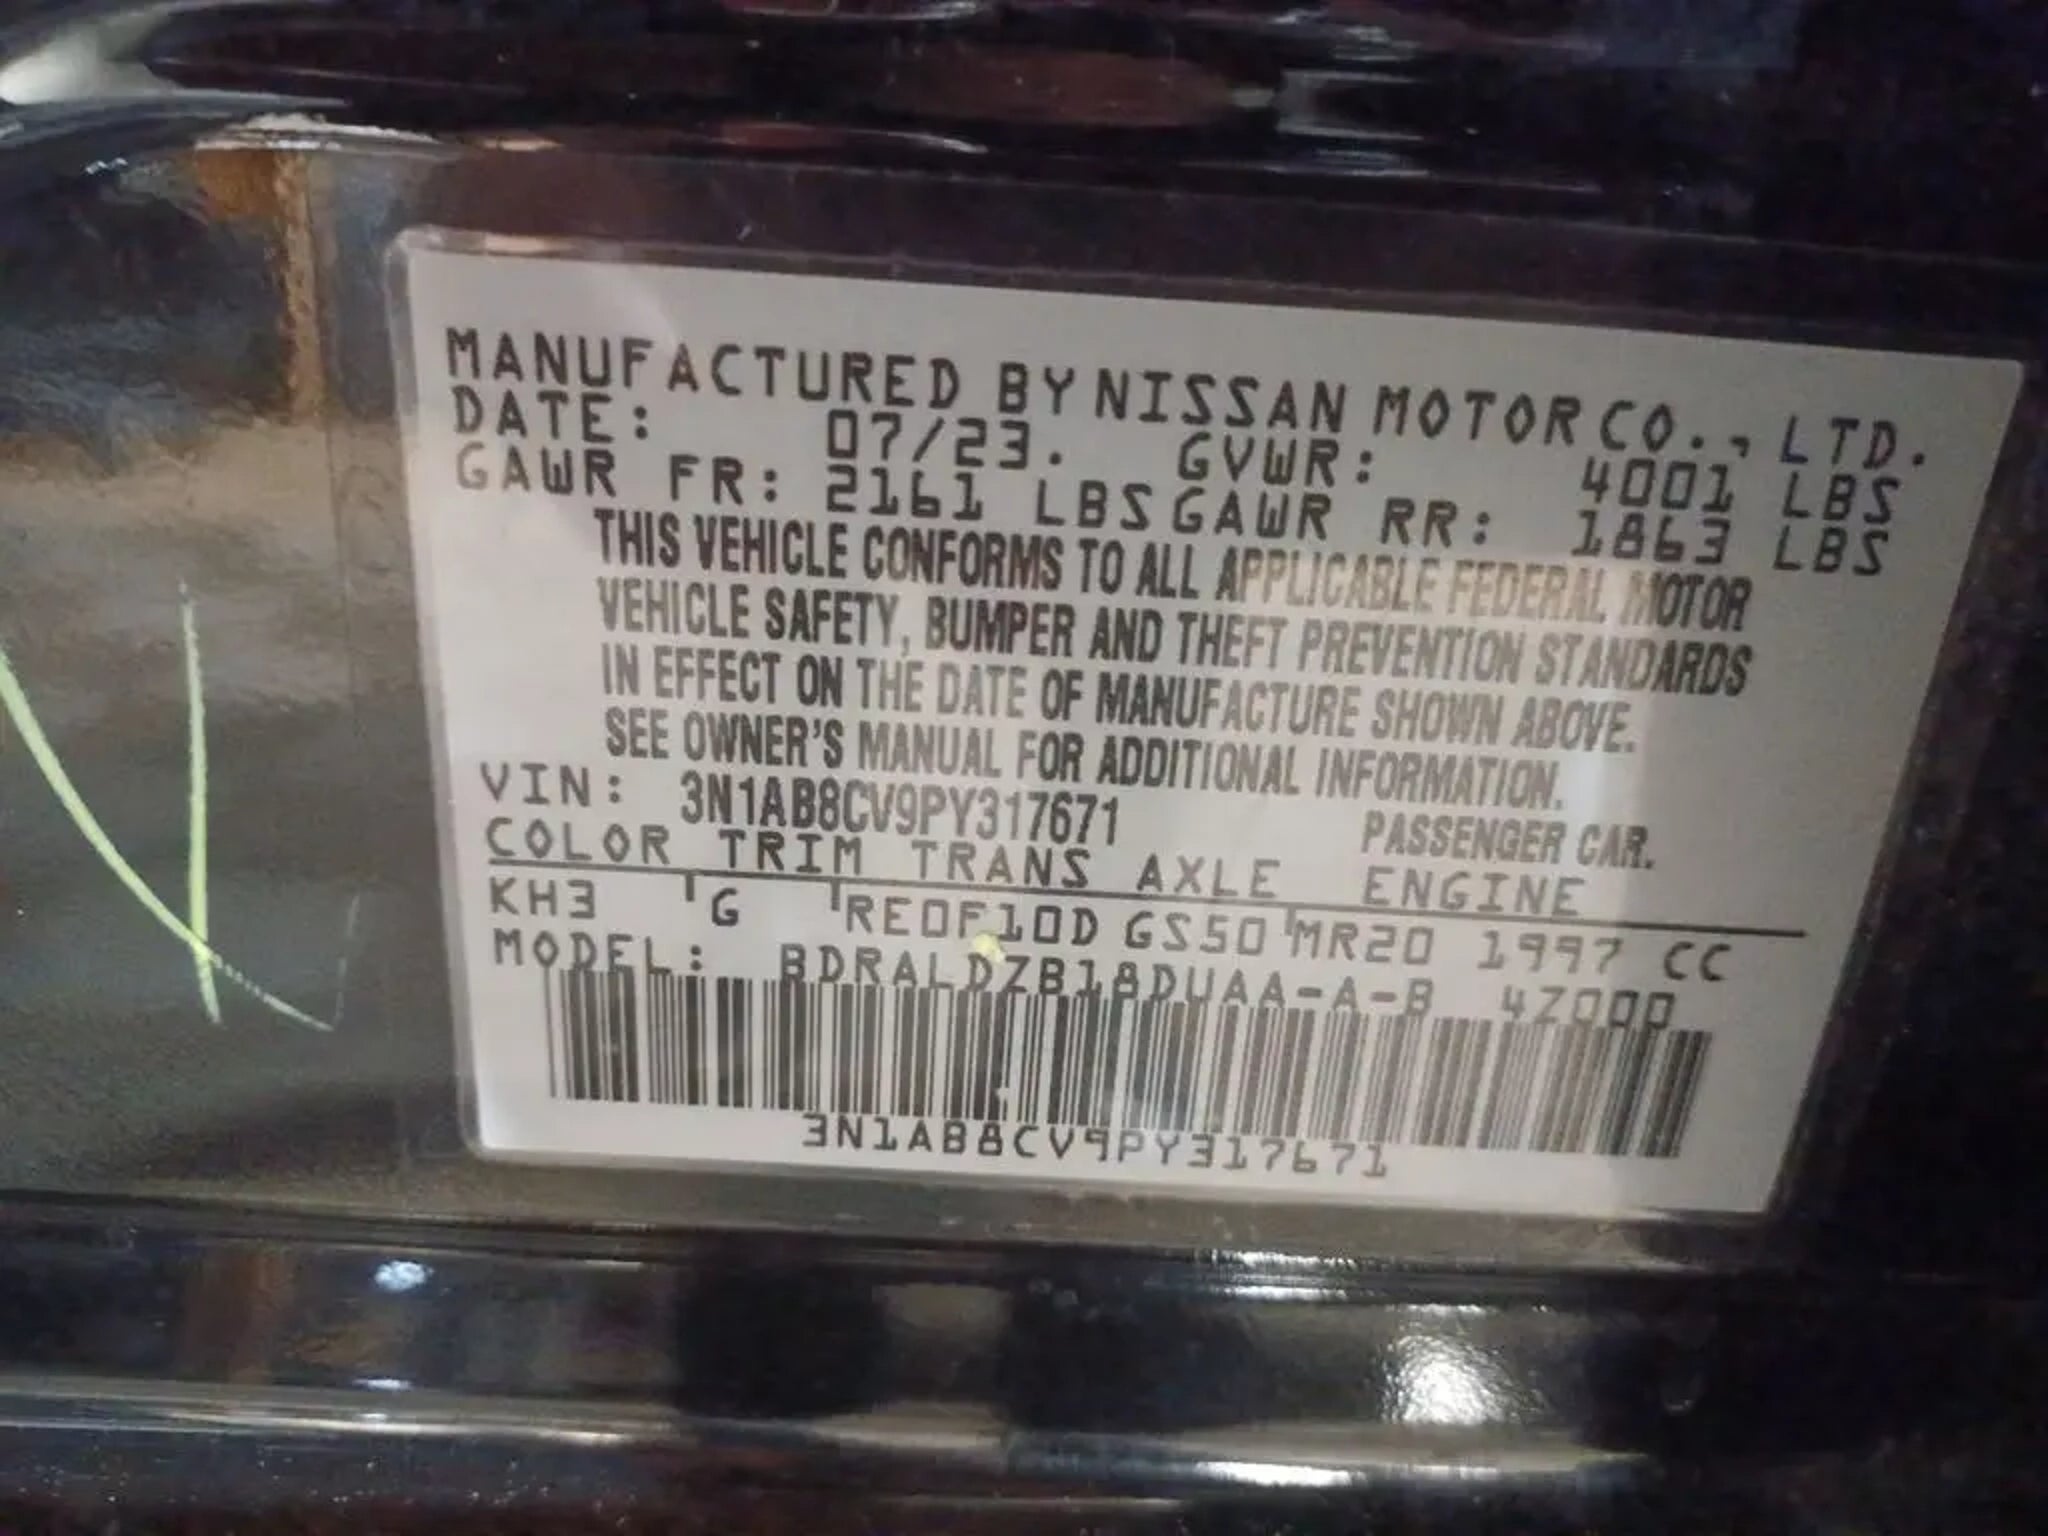 MANUFACTURED BY NISSAN MOTOR CO., LTD.
DATE: 07/23. GVWR: 4001 LBS
GAWR FR: 2161 LBS GAWR RR: 1863 LBS
THIS VEHICLE CONFORMS TO ALL APPLICABLE FEDERAL MOTOR
VEHICLE SAFETY, BUMPER AND THEFT PREVENTION STANDARDS
IN EFFECT ON THE DATE OF MANUFACTURE SHOWN ABOVE.
SEE OWNER'S MANUAL FOR ADDITIONAL INFORMATION.
VIN: 3N1AB8CV9PY317671 PASSENGER CAR.
COLOR TRIM TRANS AXLE ENGINE
KH3 G RE0F10D GS50 MR20 1997 CC
MODEL: BDRALDZB18DUAA-A-B 4Z000
3N1AB8CV9PY317671